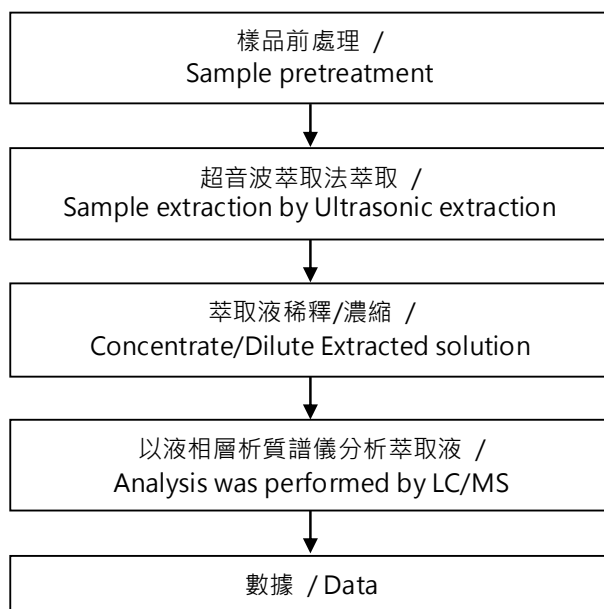 樣品前處理 /
Sample pretreatment
超音波萃取法萃取 /
Sample extraction by Ultrasonic extraction
萃取液稀釋/濃縮 /
Concentrate/Dilute Extracted solution
以液相層析質譜儀分析萃取液 /
Analysis was performed by LC/MS
數據 / Data